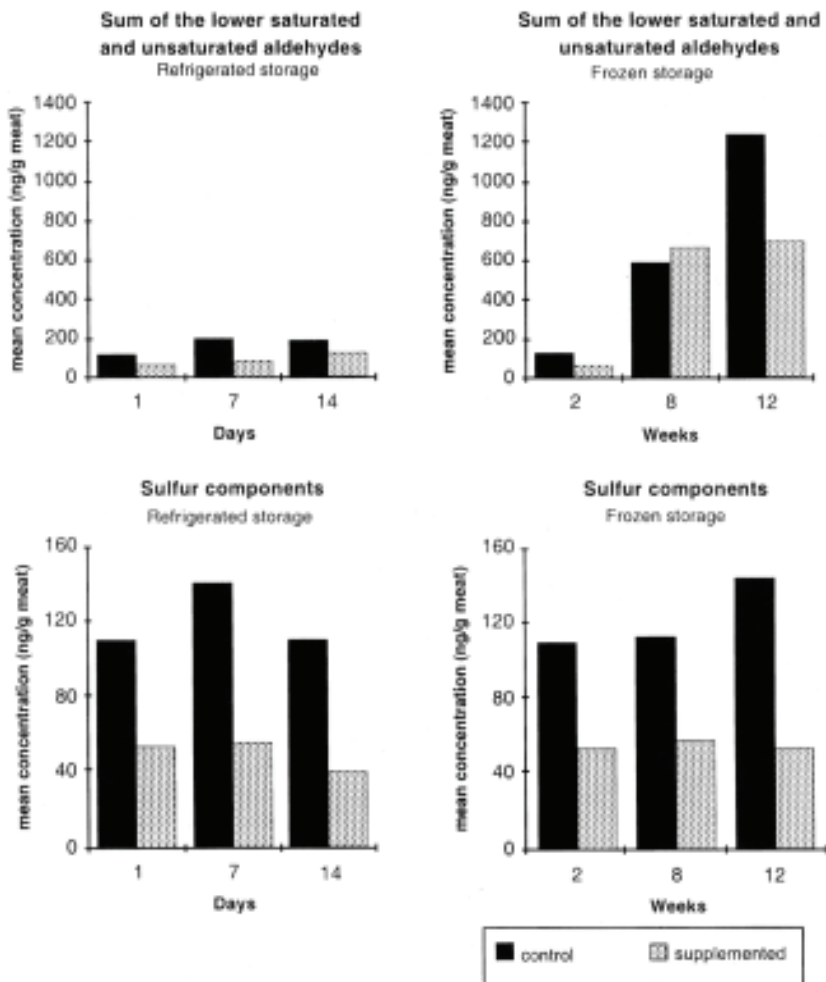 Sum of the lower saturated
and unsaturated aldehydes
Refrigerated storage
mean concentration (ng/g meat)
1400
1200
1000
800
600
400
200
0
1 7 14
Days
Sum of the lower saturated and
unsaturated aldehydes
Frozen storage
mean concentration (ng/g meat)
1400
1200
1000
800
600
400
200
0
2 8 12
Weeks
Sulfur components
Refrigerated storage
mean concentration (ng/g meat)
160
120
80
40
0
1 7 14
Days
Sulfur components
Frozen storage
mean concentration (ng/g meat)
160
120
80
40
0
2 8 12
Weeks
control supplemented